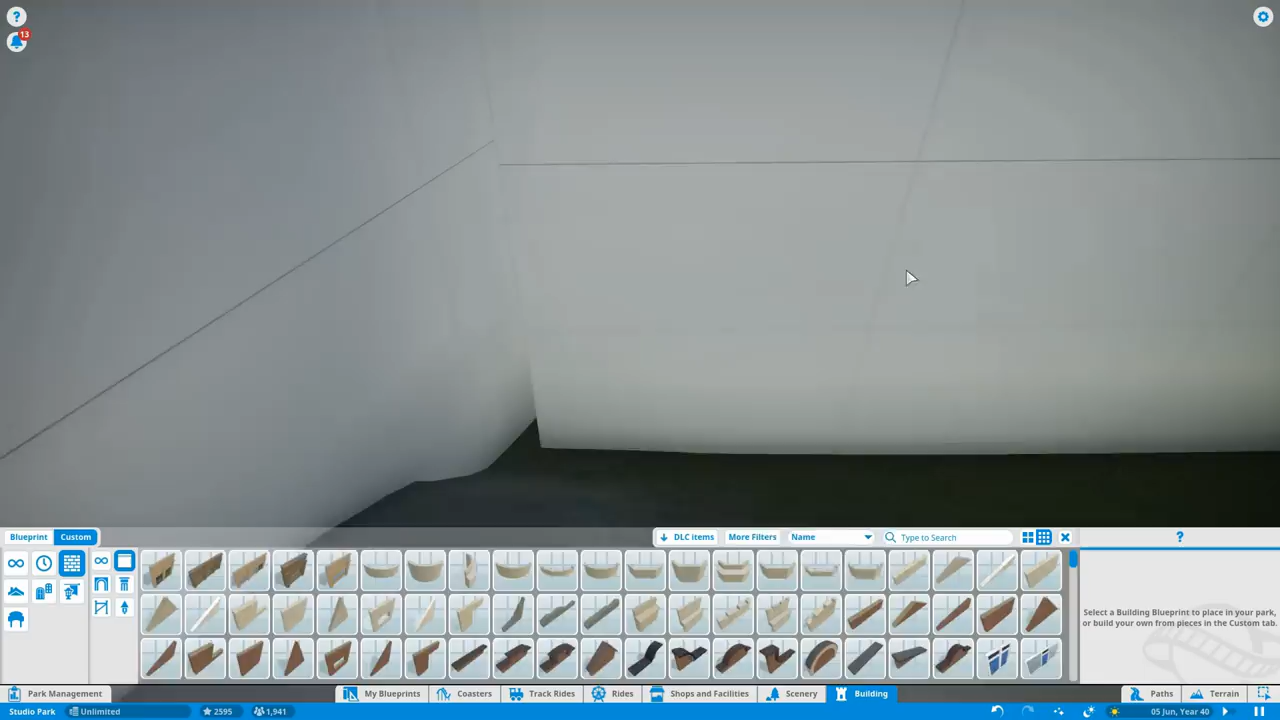 ?
13
Blueprint
Custom
DLC items
More Filters
Name
Type to Search
?
Select a Building Blueprint to place in your park,
or build your own from pieces in the Custom tab.
Park Management
My Blueprints
Coasters
Track Rides
Rides
Shops and Facilities
Scenery
Building
Paths
Terrain
Studio Park
Unlimited
2595
1,941
05 Jun, Year 40